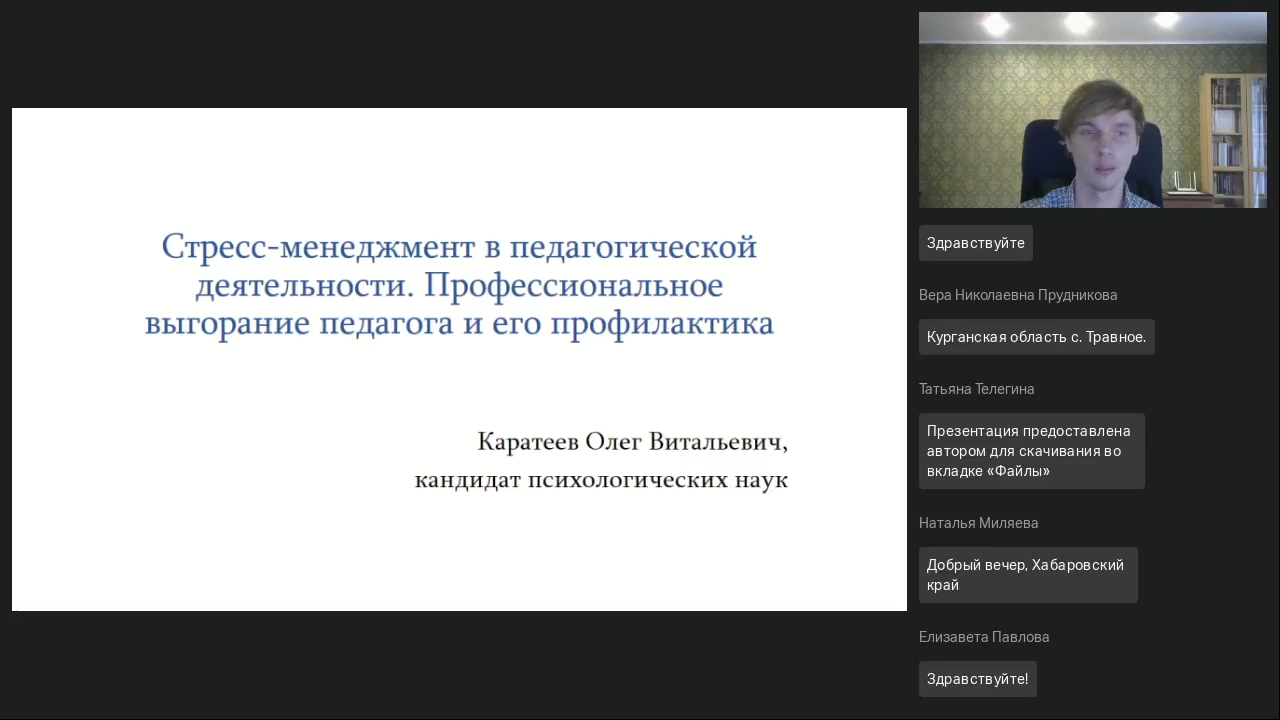 Стресс-менеджмент в педагогической
деятельности. Профессиональное
выгорание педагога и его профилактика
Каратеев Олег Витальевич,
кандидат психологических наук
Здравствуйте
Вера Николаевна Прудникова
Курганская область с. Травное.
Татьяна Телегина
Презентация предоставлена
автором для скачивания во
вкладке «Файлы»
Наталья Миляева
Добрый вечер, Хабаровский
край
Елизавета Павлова
Здравствуйте!